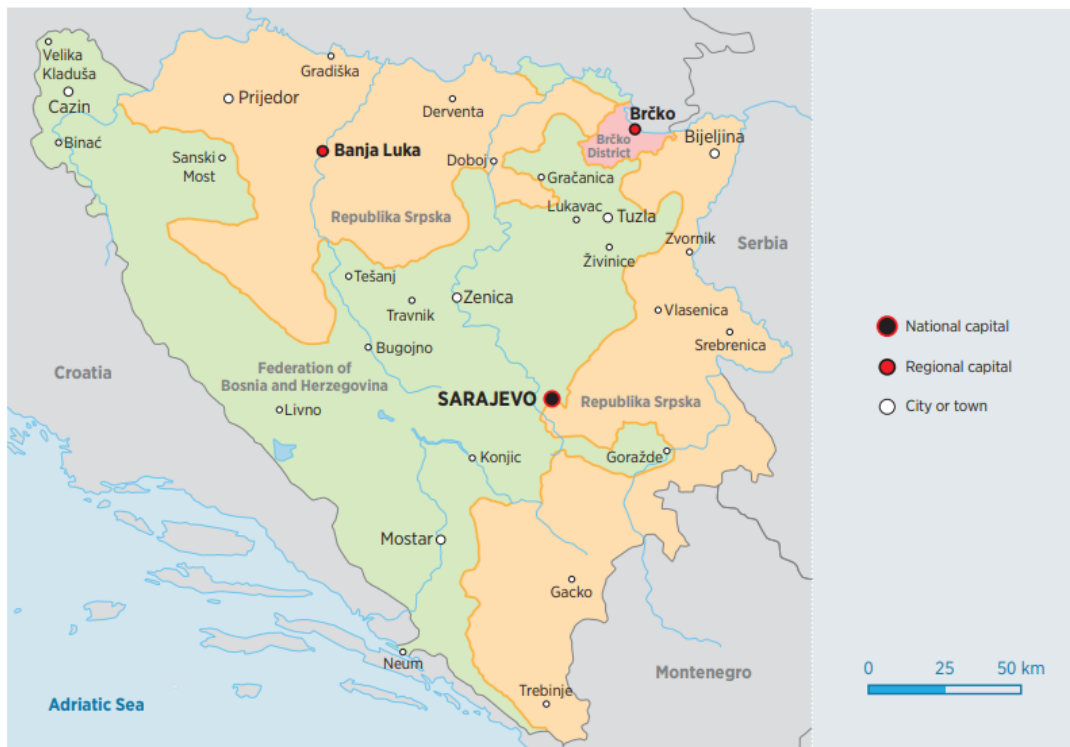 Velika
Kladuša
Cazin
Binać
Gradiška
Prijedor
Derventa
Brčko
Brčko
District
Bijeljina
Banja Luka
Sanski
Most
Doboj
Gračanica
Republika Srpska
Lukavac
Tuzla
Zvornik
Serbia
Živinice
Tešanj
Travnik
Zenica
Vlasenica
Srebrenica
Bugojno
Croatia
Federation of
Bosnia and Herzegovina
Livno
SARAJEVO
Republika Srpska
Goražde
Konjic
Mostar
Gacko
Neum
Trebinje
Montenegro
Adriatic Sea
National capital
Regional capital
City or town
0 25 50 km